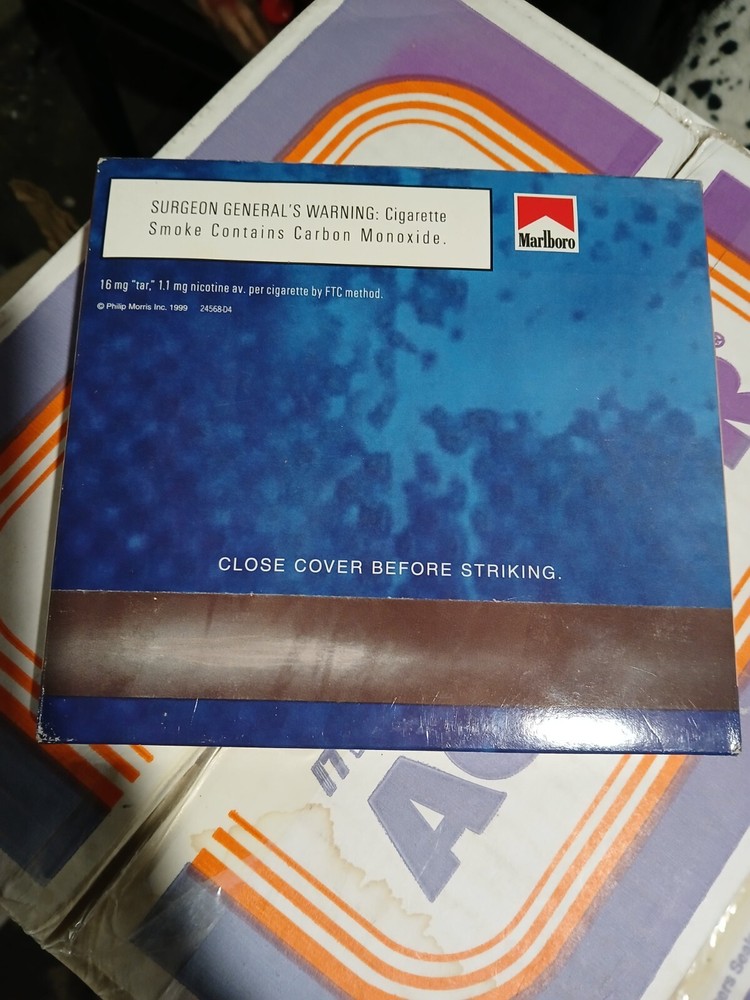 SURGEON GENERAL'S WARNING: Cigarette
Smoke Contains Carbon Monoxide.
Marlboro
16 mg "tar," 1.1 mg nicotine av. per cigarette by FTC method.
© Philip Morris Inc. 1999 24568-D4
CLOSE COVER BEFORE STRIKING.